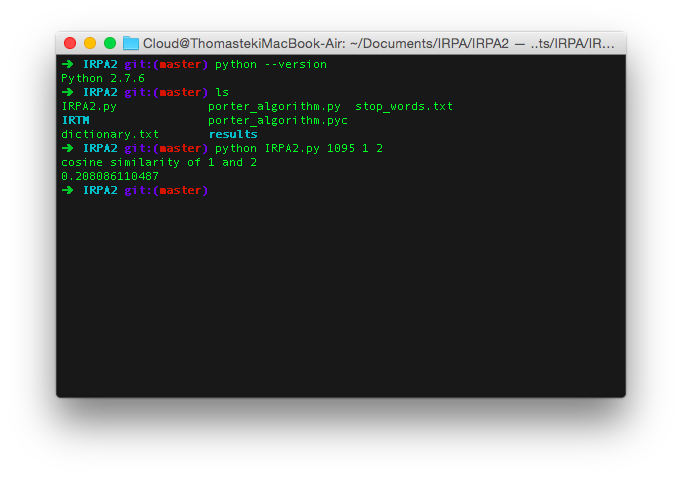 Cloud@ThomastekiMacBook-Air: ~/Documents/IRPA/IRPA2 — ..ts/IRPA/IR…
➜ IRPA2 git:(master) python --version
Python 2.7.6
➜ IRPA2 git:(master) ls
IRPA2.py porter_algorithm.py stop_words.txt
IRTM porter_algorithm.pyc
dictionary.txt results
➜ IRPA2 git:(master) python IRPA2.py 1095 1 2
cosine similarity of 1 and 2
0.208086110487
➜ IRPA2 git:(master)